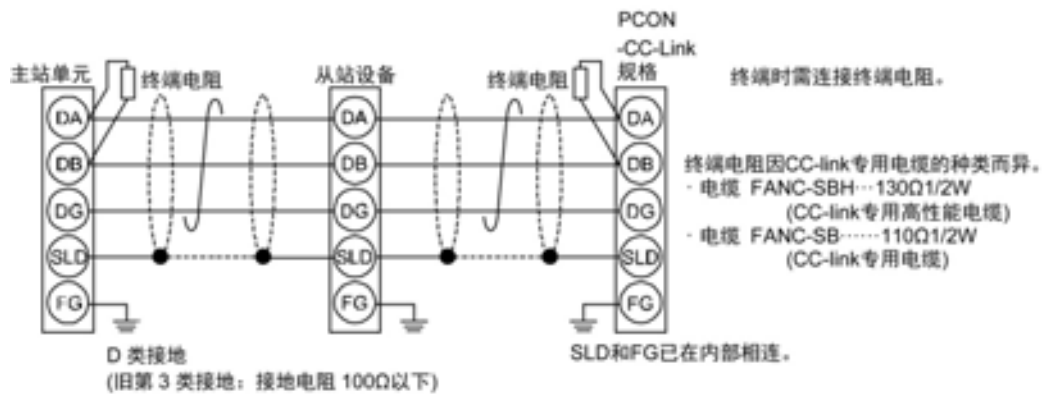 PCON
-CC-Link
规格
主站单元
终端电阻
从站设备
终端电阻
终端时需连接终端电阻。
DA
DA
DA
DB
DB
DB
终端电阻因CC-link专用电缆的种类而异。
·电缆 FANC-SBH…130Ω1/2W
(CC-link专用高性能电缆)
·电缆 FANC-SB……110Ω1/2W
(CC-link专用电缆)
DG
DG
DG
SLD
SLD
SLD
FG
FG
FG
D 类接地
(旧第 3 类接地：接地电阻 100Ω以下)
SLD和FG已在内部相连。